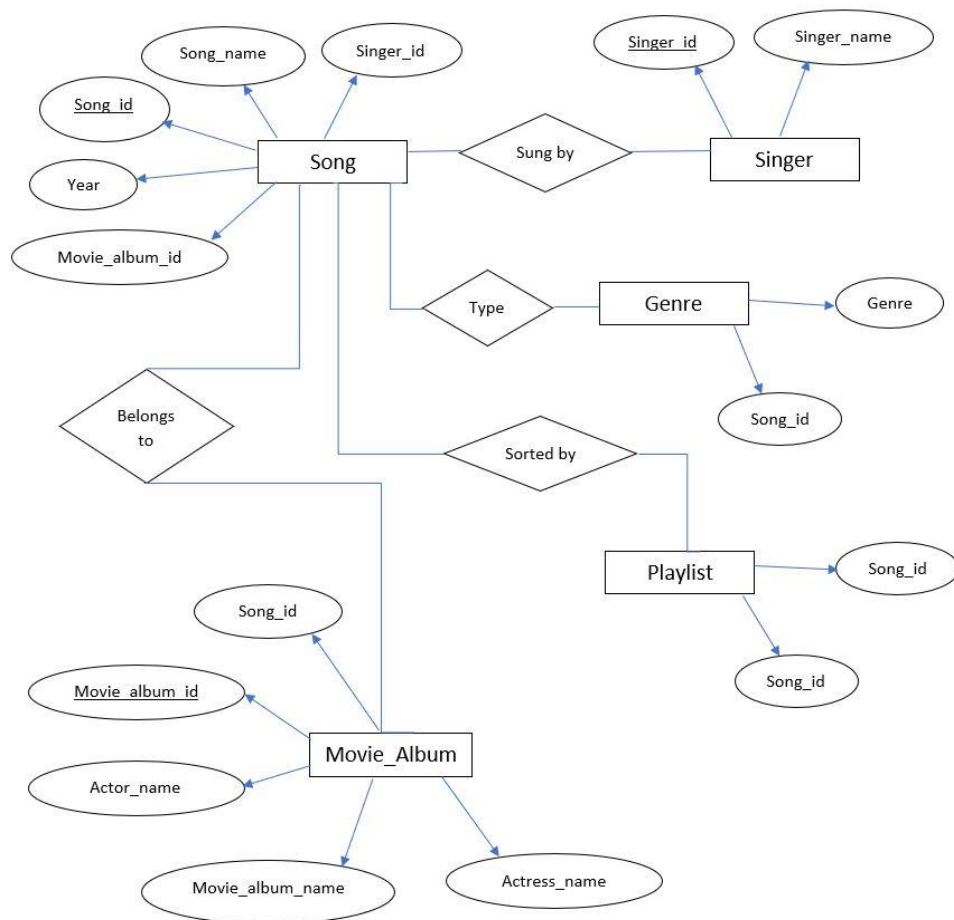 Song_name
Singer_id
Singer_id
Singer_name
Song_id
Song
Sung by
Singer
Year
Movie_album_id
Type
Genre
Genre
Song_id
Belongs
to
Sorted by
Playlist
Song_id
Song_id
Song_id
Movie_album_id
Movie_Album
Actor_name
Movie_album_name
Actress_name